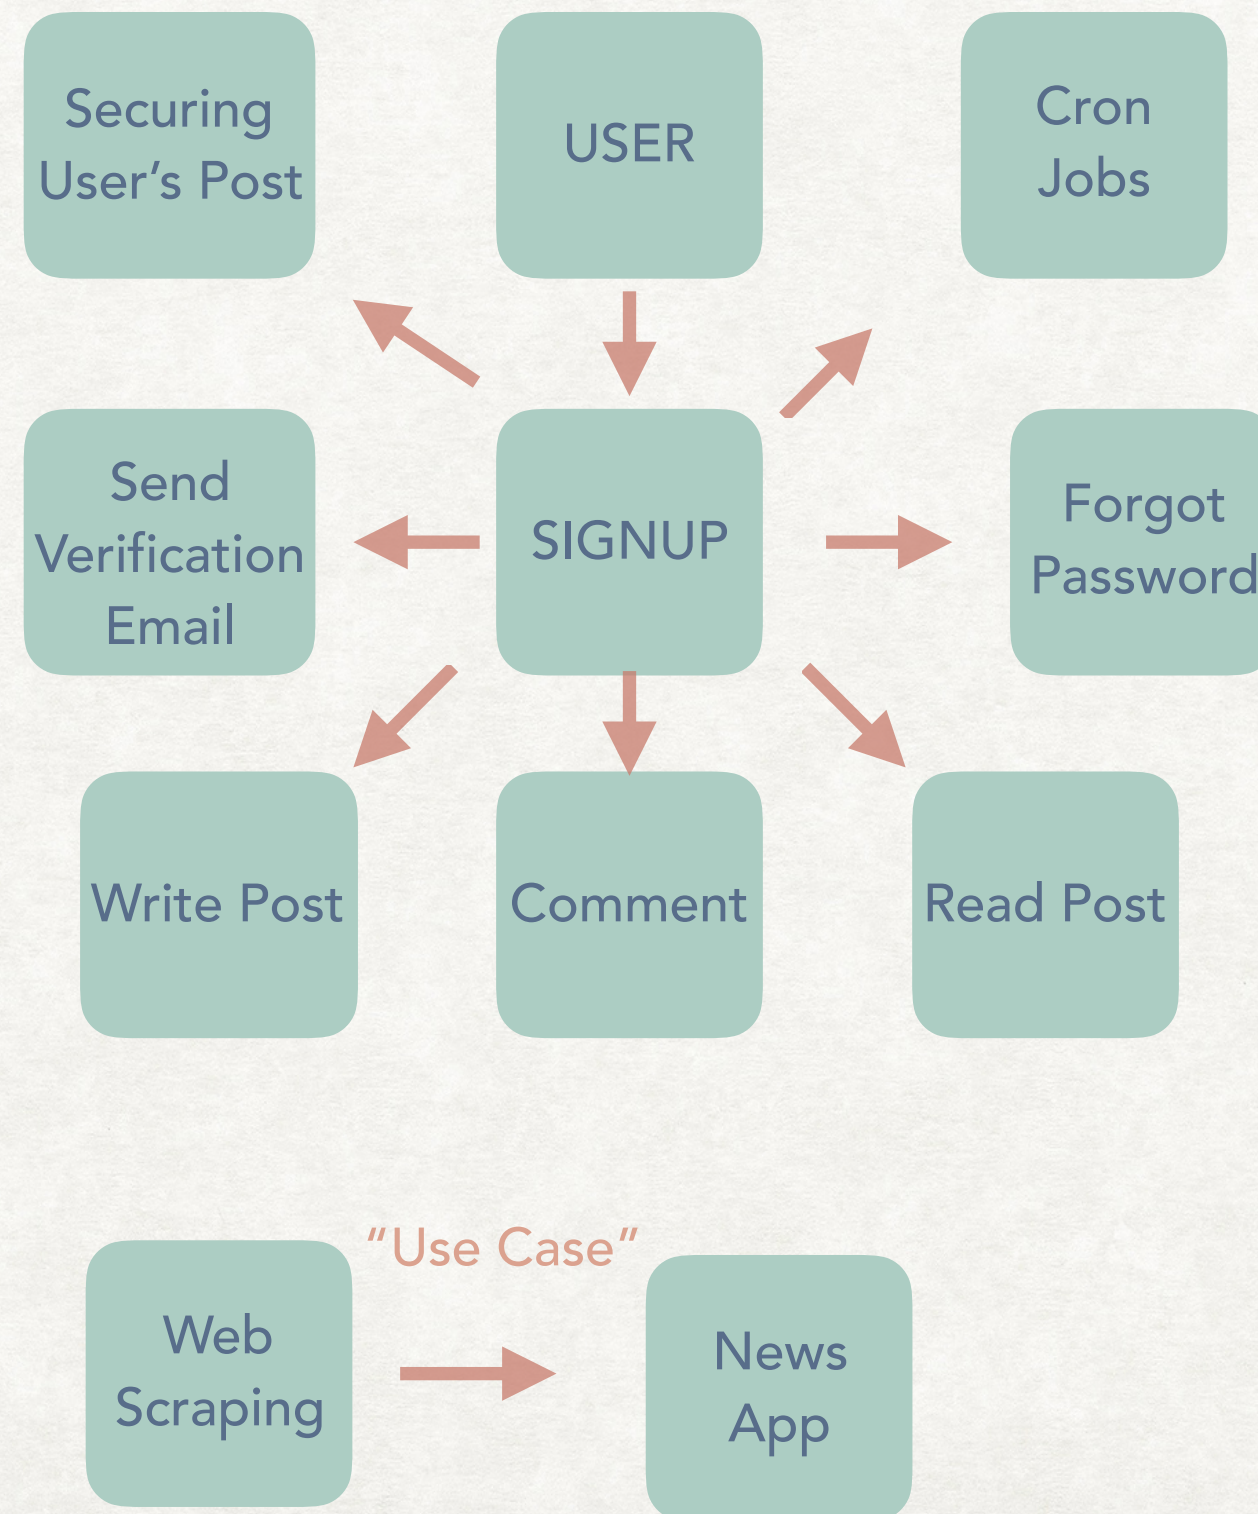 Securing
User’s Post
USER
Cron
Jobs
Send
Verification
Email
SIGNUP
Forgot
Password
Write Post
Comment
Read Post
“Use Case”
Web
Scraping
News
App